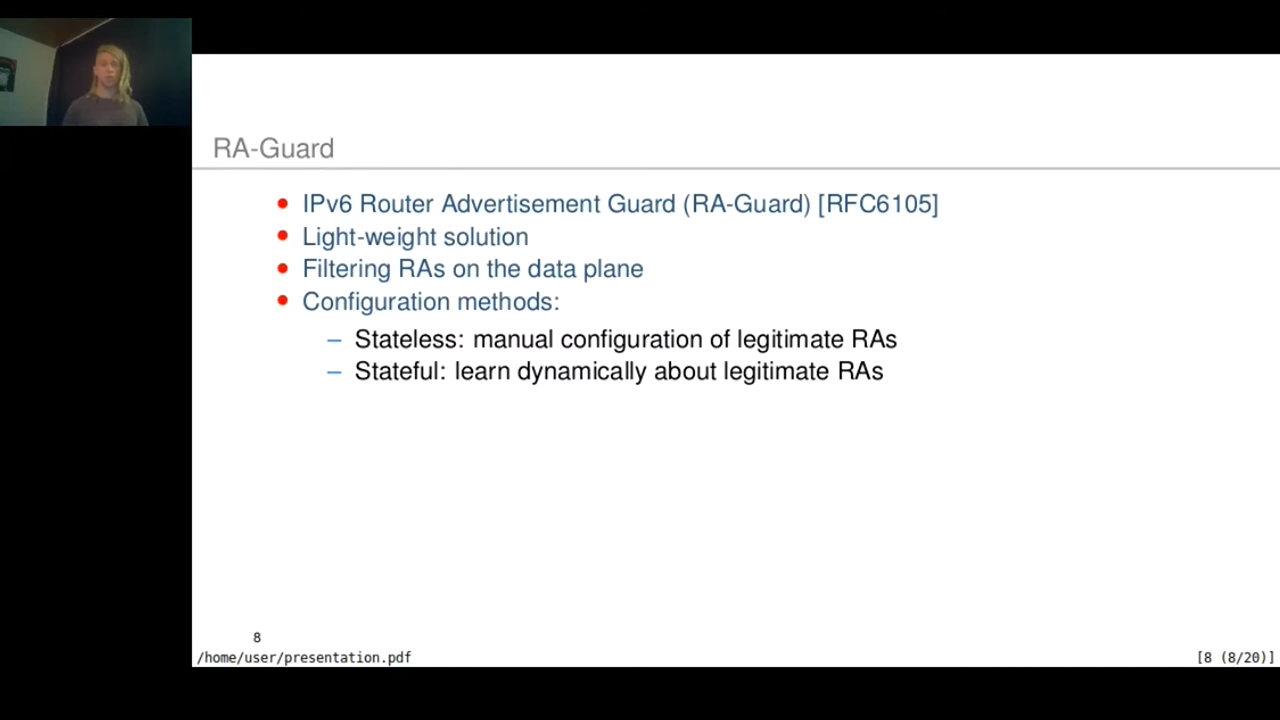 RA-Guard
IPv6 Router Advertisement Guard (RA-Guard) [RFC6105]
Light-weight solution
Filtering RAs on the data plane
Configuration methods:
– Stateless: manual configuration of legitimate RAs
– Stateful: learn dynamically about legitimate RAs
8
/home/user/presentation.pdf
[8 (8/20)]